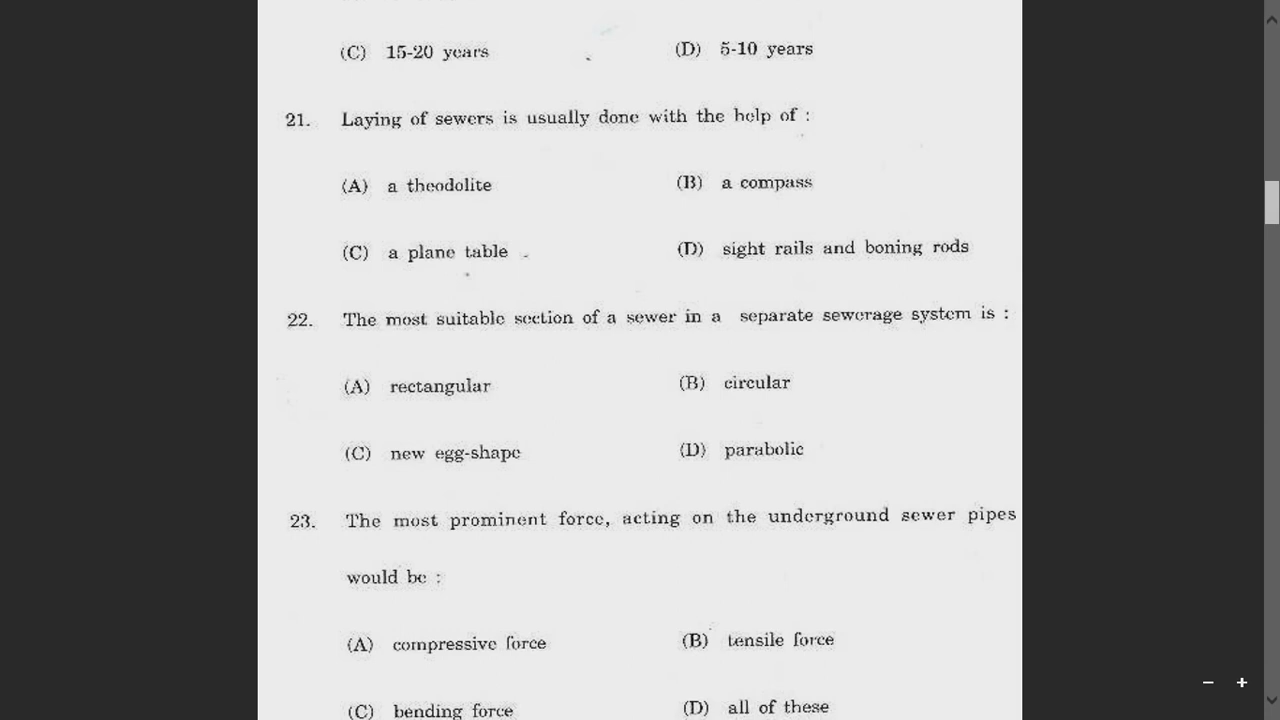 (C) 15-20 years (D) 5-10 years
21. Laying of sewers is usually done with the help of :
(A) a theodolite (B) a compass
(C) a plane table (D) sight rails and boning rods
22. The most suitable section of a sewer in a separate sewerage system is :
(A) rectangular (B) circular
(C) new egg-shape (D) parabolic
23. The most prominent force, acting on the underground sewer pipes
would be :
(A) compressive force (B) tensile force
(C) bending force (D) all of these